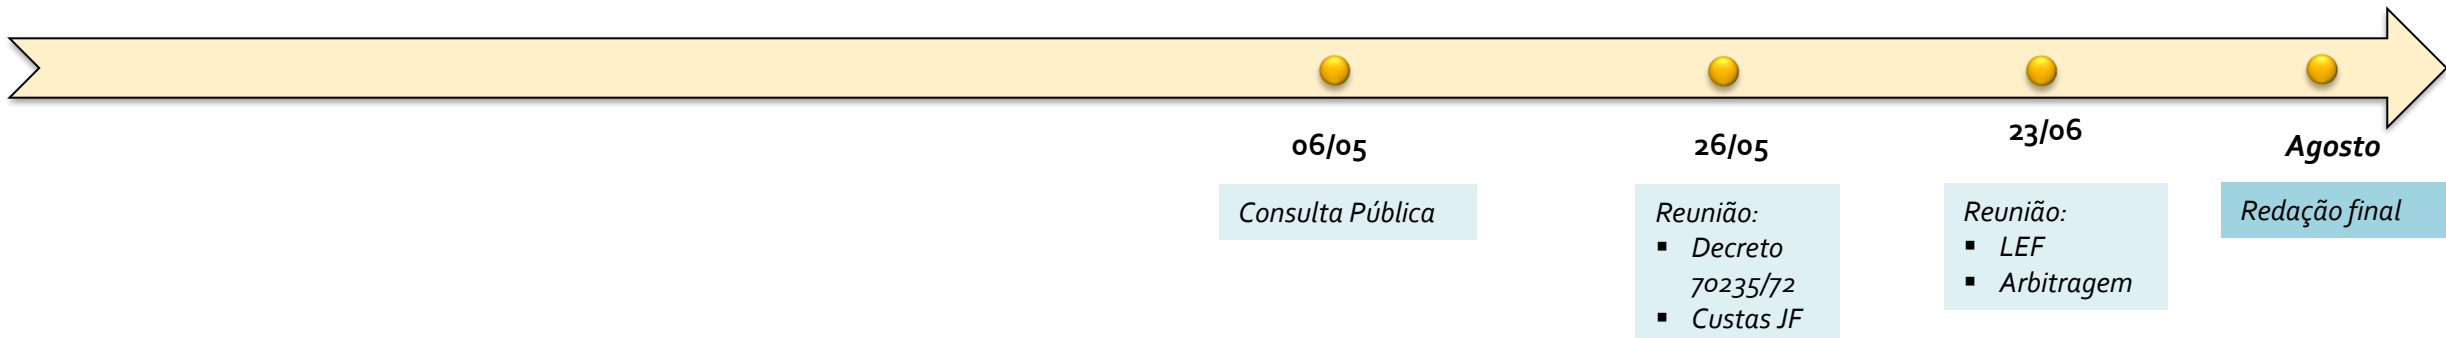 06/05
Consulta Pública
26/05
Reunião:
▪ Decreto
70235/72
▪ Custas JF
23/06
Reunião:
▪ LEF
▪ Arbitragem
Agosto
Redação final